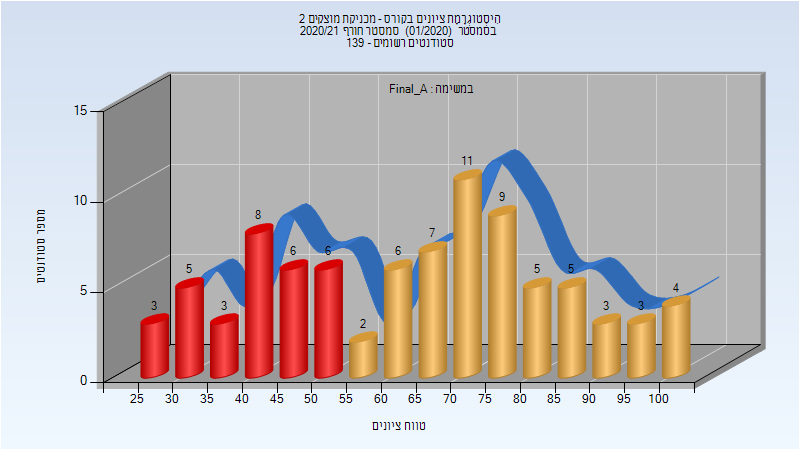 היסטוגרמת ציונים בקורס - מכניקת מוצקים 2
בסמסטר (01/2020) סמסטר חורף 2020/21
סטודנטים רשומים - 139
במשימה : Final_A
מספר סטודנטים
15
10
5
0
3
5
3
8
6
6
2
6
7
11
9
5
5
3
3
4
25 30 35 40 45 50 55 60 65 70 75 80 85 90 95 100
טווח ציונים